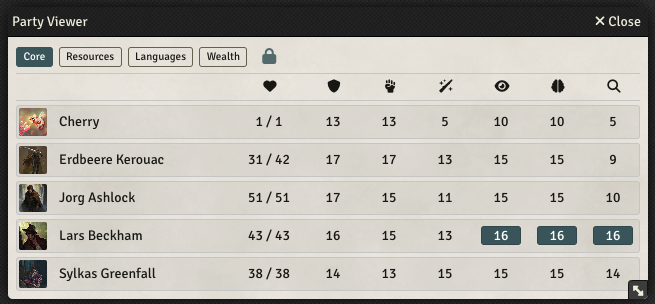 Party Viewer
Close
Core Resources Languages Wealth
Cherry 1 / 1 13 13 5 10 10 5
Erdbeere Kerouac 31 / 42 17 17 13 15 15 9
Jorg Ashlock 51 / 51 17 15 11 15 15 10
Lars Beckham 43 / 43 16 15 13 16 16 16
Sylkas Greenfall 38 / 38 14 13 15 15 15 14